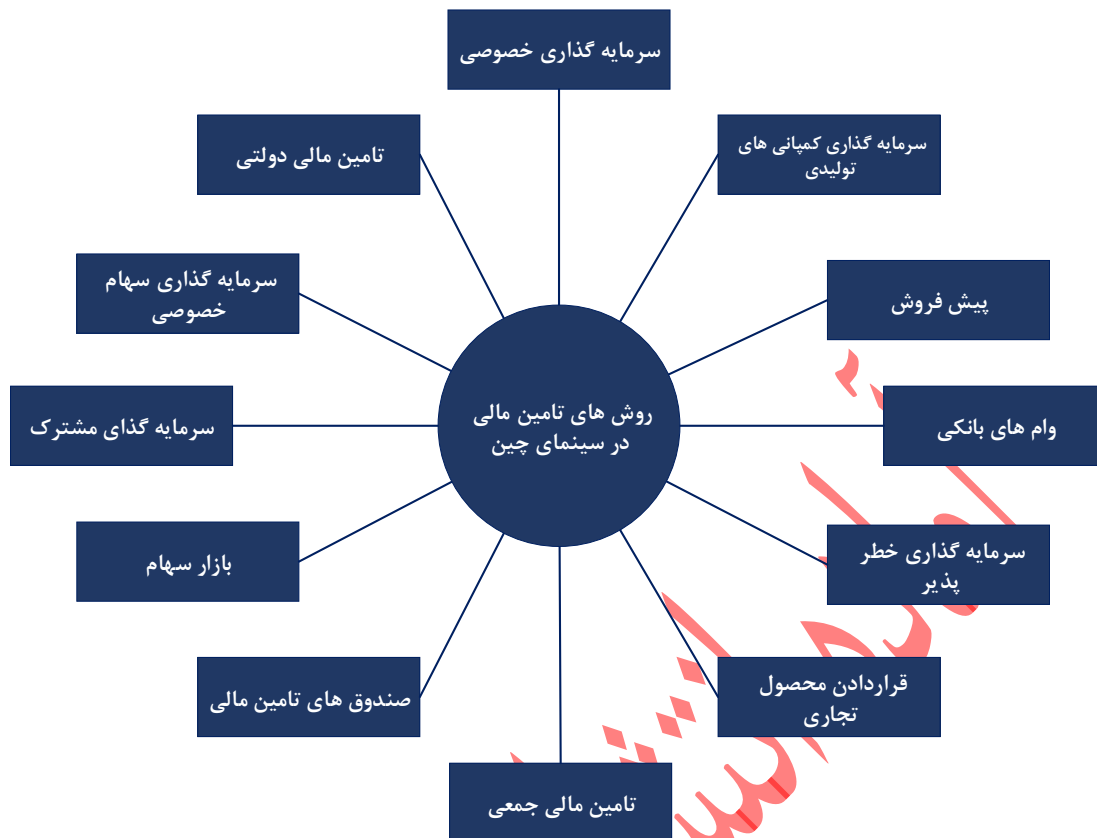 سرمایه گذاری خصوصی
سرمایه گذاری کمپانی های
تولیدی
پیش فروش
وام های بانکی
سرمایه گذاری خطر
پذیر
قراردادن محصول
تجاری
تامین مالی جمعی
صندوق های تامین مالی
بازار سهام
سرمایه گذای مشترک
سرمایه گذاری سهام
خصوصی
تامین مالی دولتی
روش های تامین مالی
در سینمای چین